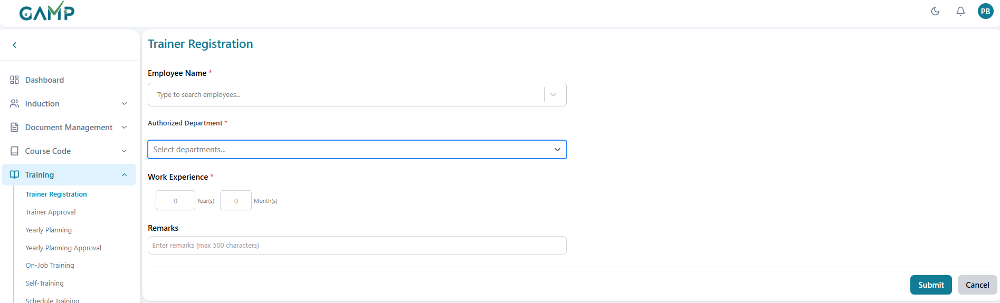 GAMP
PB
Trainer Registration
Employee Name *
Type to search employees...
Authorized Department *
Select departments...
Work Experience *
0 Year(s) 0 Month(s)
Remarks
Enter remarks (max 500 characters)
Submit Cancel
Dashboard
Induction
Document Management
Course Code
Training
Trainer Registration
Trainer Approval
Yearly Planning
Yearly Planning Approval
On-Job Training
Self-Training
Schedule Training